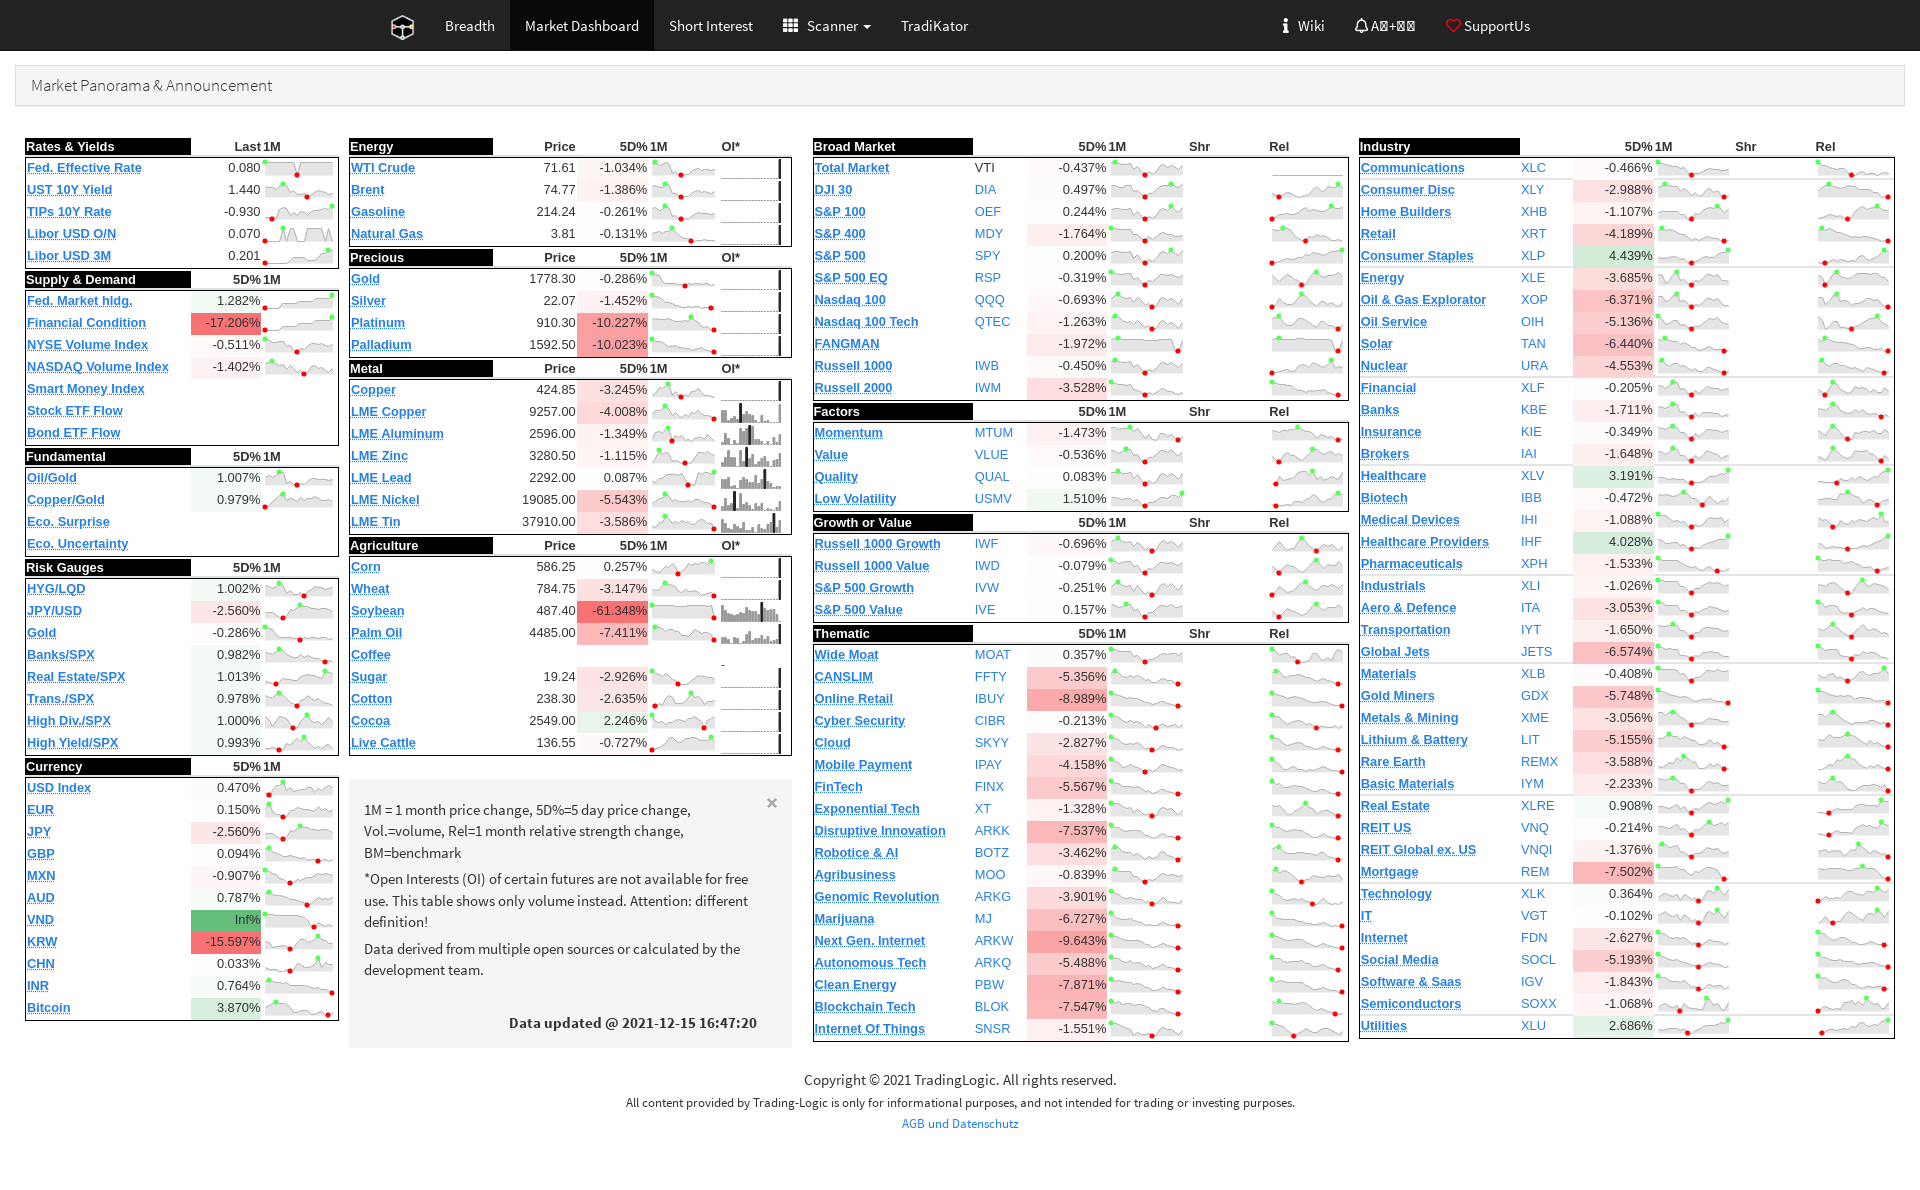 Breadth Market Dashboard Short Interest Scanner TradiKator Wiki SupportUs
Market Panorama & Announcement
Rates & Yields Last 1M
Fed. Effective Rate 0.080
UST 10Y Yield 1.440
TIPs 10Y Rate -0.930
Libor USD O/N 0.070
Libor USD 3M 0.201
Supply & Demand 5D% 1M
Fed. Market hldg. 1.282%
Financial Condition -17.206%
NYSE Volume Index -0.511%
NASDAQ Volume Index -1.402%
Smart Money Index
Stock ETF Flow
Bond ETF Flow
Fundamental 5D% 1M
Oil/Gold 1.007%
Copper/Gold 0.979%
Eco. Surprise
Eco. Uncertainty
Risk Gauges 5D% 1M
HYG/LQD 1.002%
JPY/USD -2.560%
Gold -0.286%
Banks/SPX 0.982%
Real Estate/SPX 1.013%
Trans./SPX 0.978%
High Div./SPX 1.000%
High Yield/SPX 0.993%
Currency 5D% 1M
USD Index 0.470%
EUR 0.150%
JPY -2.560%
GBP 0.094%
MXN -0.907%
AUD 0.787%
VND Inf%
KRW -15.597%
CHN 0.033%
INR 0.764%
Bitcoin 3.870%
Energy Price 5D% 1M OI*
WTI Crude 71.61 -1.034%
Brent 74.77 -1.386%
Gasoline 214.24 -0.261%
Natural Gas 3.81 -0.131%
Precious Price 5D% 1M OI*
Gold 1778.30 -0.286%
Silver 22.07 -1.452%
Platinum 910.30 -10.227%
Palladium 1592.50 -10.023%
Metal Price 5D% 1M OI*
Copper 424.85 -3.245%
LME Copper 9257.00 -4.008%
LME Aluminum 2596.00 -1.349%
LME Zinc 3280.50 -1.115%
LME Lead 2292.00 0.087%
LME Nickel 19085.00 -5.543%
LME Tin 37910.00 -3.586%
Agriculture Price 5D% 1M OI*
Corn 586.25 0.257%
Wheat 784.75 -3.147%
Soybean 487.40 -61.348%
Palm Oil 4485.00 -7.411%
Coffee
Sugar 19.24 -2.926%
Cotton 238.30 -2.635%
Cocoa 2549.00 2.246%
Live Cattle 136.55 -0.727%
×
1M = 1 month price change, 5D%=5 day price change,
Vol.=volume, Rel=1 month relative strength change,
BM=benchmark
*Open Interests (OI) of certain futures are not available for free
use. This table shows only volume instead. Attention: different
definition!
Data derived from multiple open sources or calculated by the
development team.
Data updated @ 2021-12-15 16:47:20
Broad Market 5D% 1M Shr Rel
Total Market VTI -0.437%
DJI 30 DIA 0.497%
S&P 100 OEF 0.244%
S&P 400 MDY -1.764%
S&P 500 SPY 0.200%
S&P 500 EQ RSP -0.319%
Nasdaq 100 QQQ -0.693%
Nasdaq 100 Tech QTEC -1.263%
FANGMAN -1.972%
Russell 1000 IWB -0.450%
Russell 2000 IWM -3.528%
Factors 5D% 1M Shr Rel
Momentum MTUM -1.473%
Value VLUE -0.536%
Quality QUAL 0.083%
Low Volatility USMV 1.510%
Growth or Value 5D% 1M Shr Rel
Russell 1000 Growth IWF -0.696%
Russell 1000 Value IWD -0.079%
S&P 500 Growth IVW -0.251%
S&P 500 Value IVE 0.157%
Thematic 5D% 1M Shr Rel
Wide Moat MOAT 0.357%
CANSLIM FFTY -5.356%
Online Retail IBUY -8.989%
Cyber Security CIBR -0.213%
Cloud SKYY -2.827%
Mobile Payment IPAY -4.158%
FinTech FINX -5.567%
Exponential Tech XT -1.328%
Disruptive Innovation ARKK -7.537%
Robotice & AI BOTZ -3.462%
Agribusiness MOO -0.839%
Genomic Revolution ARKG -3.901%
Marijuana MJ -6.727%
Next Gen. Internet ARKW -9.643%
Autonomous Tech ARKQ -5.488%
Clean Energy PBW -7.871%
Blockchain Tech BLOK -7.547%
Internet Of Things SNSR -1.551%
Industry 5D% 1M Shr Rel
Communications XLC -0.466%
Consumer Disc XLY -2.988%
Home Builders XHB -1.107%
Retail XRT -4.189%
Consumer Staples XLP 4.439%
Energy XLE -3.685%
Oil & Gas Explorator XOP -6.371%
Oil Service OIH -5.136%
Solar TAN -6.440%
Nuclear URA -4.553%
Financial XLF -0.205%
Banks KBE -1.711%
Insurance KIE -0.349%
Brokers IAI -1.648%
Healthcare XLV 3.191%
Biotech IBB -0.472%
Medical Devices IHI -1.088%
Healthcare Providers IHF 4.028%
Pharmaceuticals XPH -1.533%
Industrials XLI -1.026%
Aero & Defence ITA -3.053%
Transportation IYT -1.650%
Global Jets JETS -6.574%
Materials XLB -0.408%
Gold Miners GDX -5.748%
Metals & Mining XME -3.056%
Lithium & Battery LIT -5.155%
Rare Earth REMX -3.588%
Basic Materials IYM -2.233%
Real Estate XLRE 0.908%
REIT US VNQ -0.214%
REIT Global ex. US VNQI -1.376%
Mortgage REM -7.502%
Technology XLK 0.364%
IT VGT -0.102%
Internet FDN -2.627%
Social Media SOCL -5.193%
Software & Saas IGV -1.843%
Semiconductors SOXX -1.068%
Utilities XLU 2.686%
Copyright © 2021 TradingLogic. All rights reserved.
All content provided by Trading-Logic is only for informational purposes, and not intended for trading or investing purposes.
AGB und Datenschutz